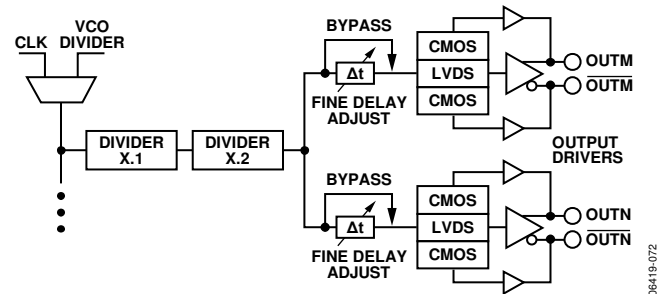 BYPASS
VCO
CLK DIVIDER
CMOS
LVDS
CMOS
Δt
FINE DELAY
ADJUST
OUTM
OUTM
DIVIDER
X.1
DIVIDER
X.2
OUTPUT
DRIVERS
BYPASS
CMOS
LVDS
CMOS
Δt
FINE DELAY
ADJUST
OUTN
OUTN
06419-072